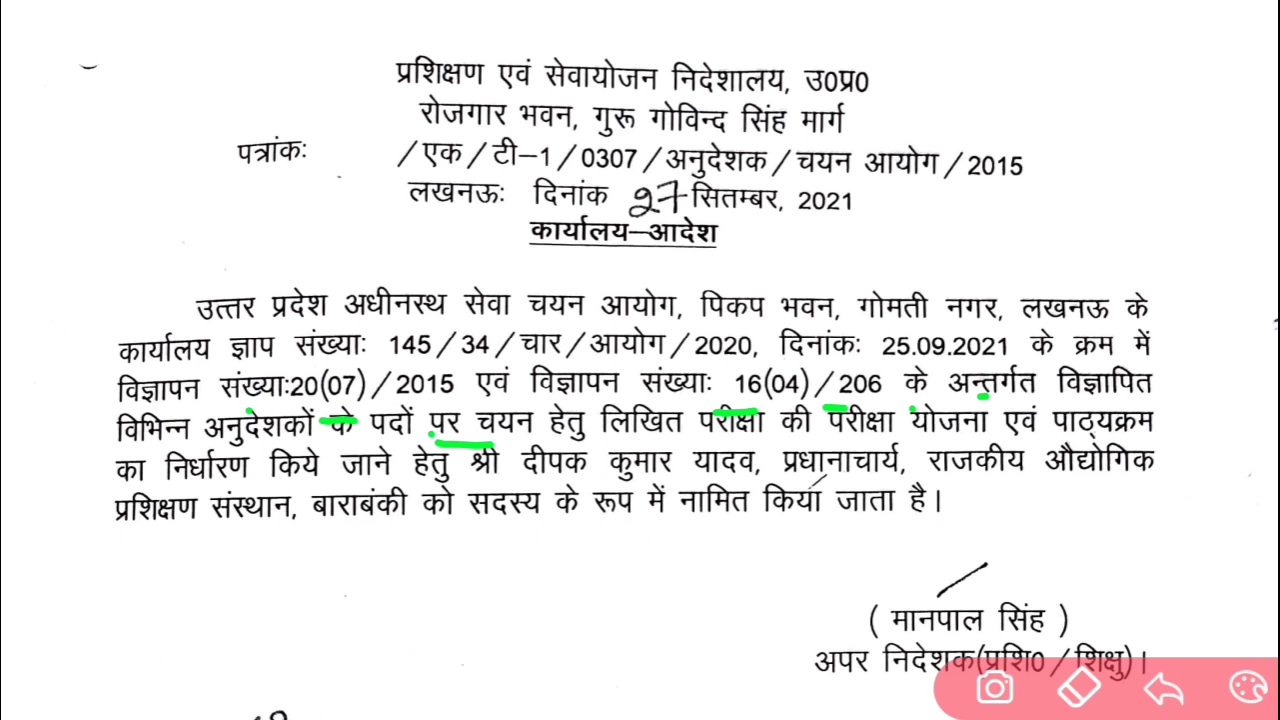 प्रशिक्षण एवं सेवायोजन निदेशालय, उ0प्र0
रोजगार भवन, गुरू गोविन्द सिंह मार्ग
पत्रांकः /एक/टी–1/0307/अनुदेशक/चयन आयोग/2015
लखनऊः दिनांक 27 सितम्बर, 2021
कार्यालय–आदेश
उत्तर प्रदेश अधीनस्थ सेवा चयन आयोग, पिकप भवन, गोमती नगर, लखनऊ के
कार्यालय ज्ञाप संख्याः 145/34/चार/आयोग/2020, दिनांकः 25.09.2021 के क्रम में
विज्ञापन संख्याः20(07)/2015 एवं विज्ञापन संख्याः 16(04)/206 के अन्तर्गत विज्ञापित
विभिन्न अनुदेशकों के पदों पर चयन हेतु लिखित परीक्षा की परीक्षा योजना एवं पाठ्यक्रम
का निर्धारण किये जाने हेतु श्री दीपक कुमार यादव, प्रधानाचार्य, राजकीय औद्योगिक
प्रशिक्षण संस्थान, बाराबंकी को सदस्य के रूप में नामित किया जाता है।
( मानपाल सिंह )
अपर निदेशक(प्रशि0/शिक्षु)।